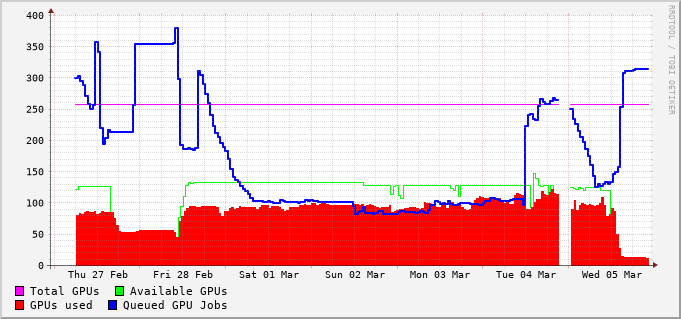 400
350
300
250
200
150
100
50
0
Thu 27 Feb Fri 28 Feb Sat 01 Mar Sun 02 Mar Mon 03 Mar Tue 04 Mar Wed 05 Mar
Total GPUs Available GPUs
GPUs used Queued GPU Jobs
RRDTOOL / TOBI OETIKER